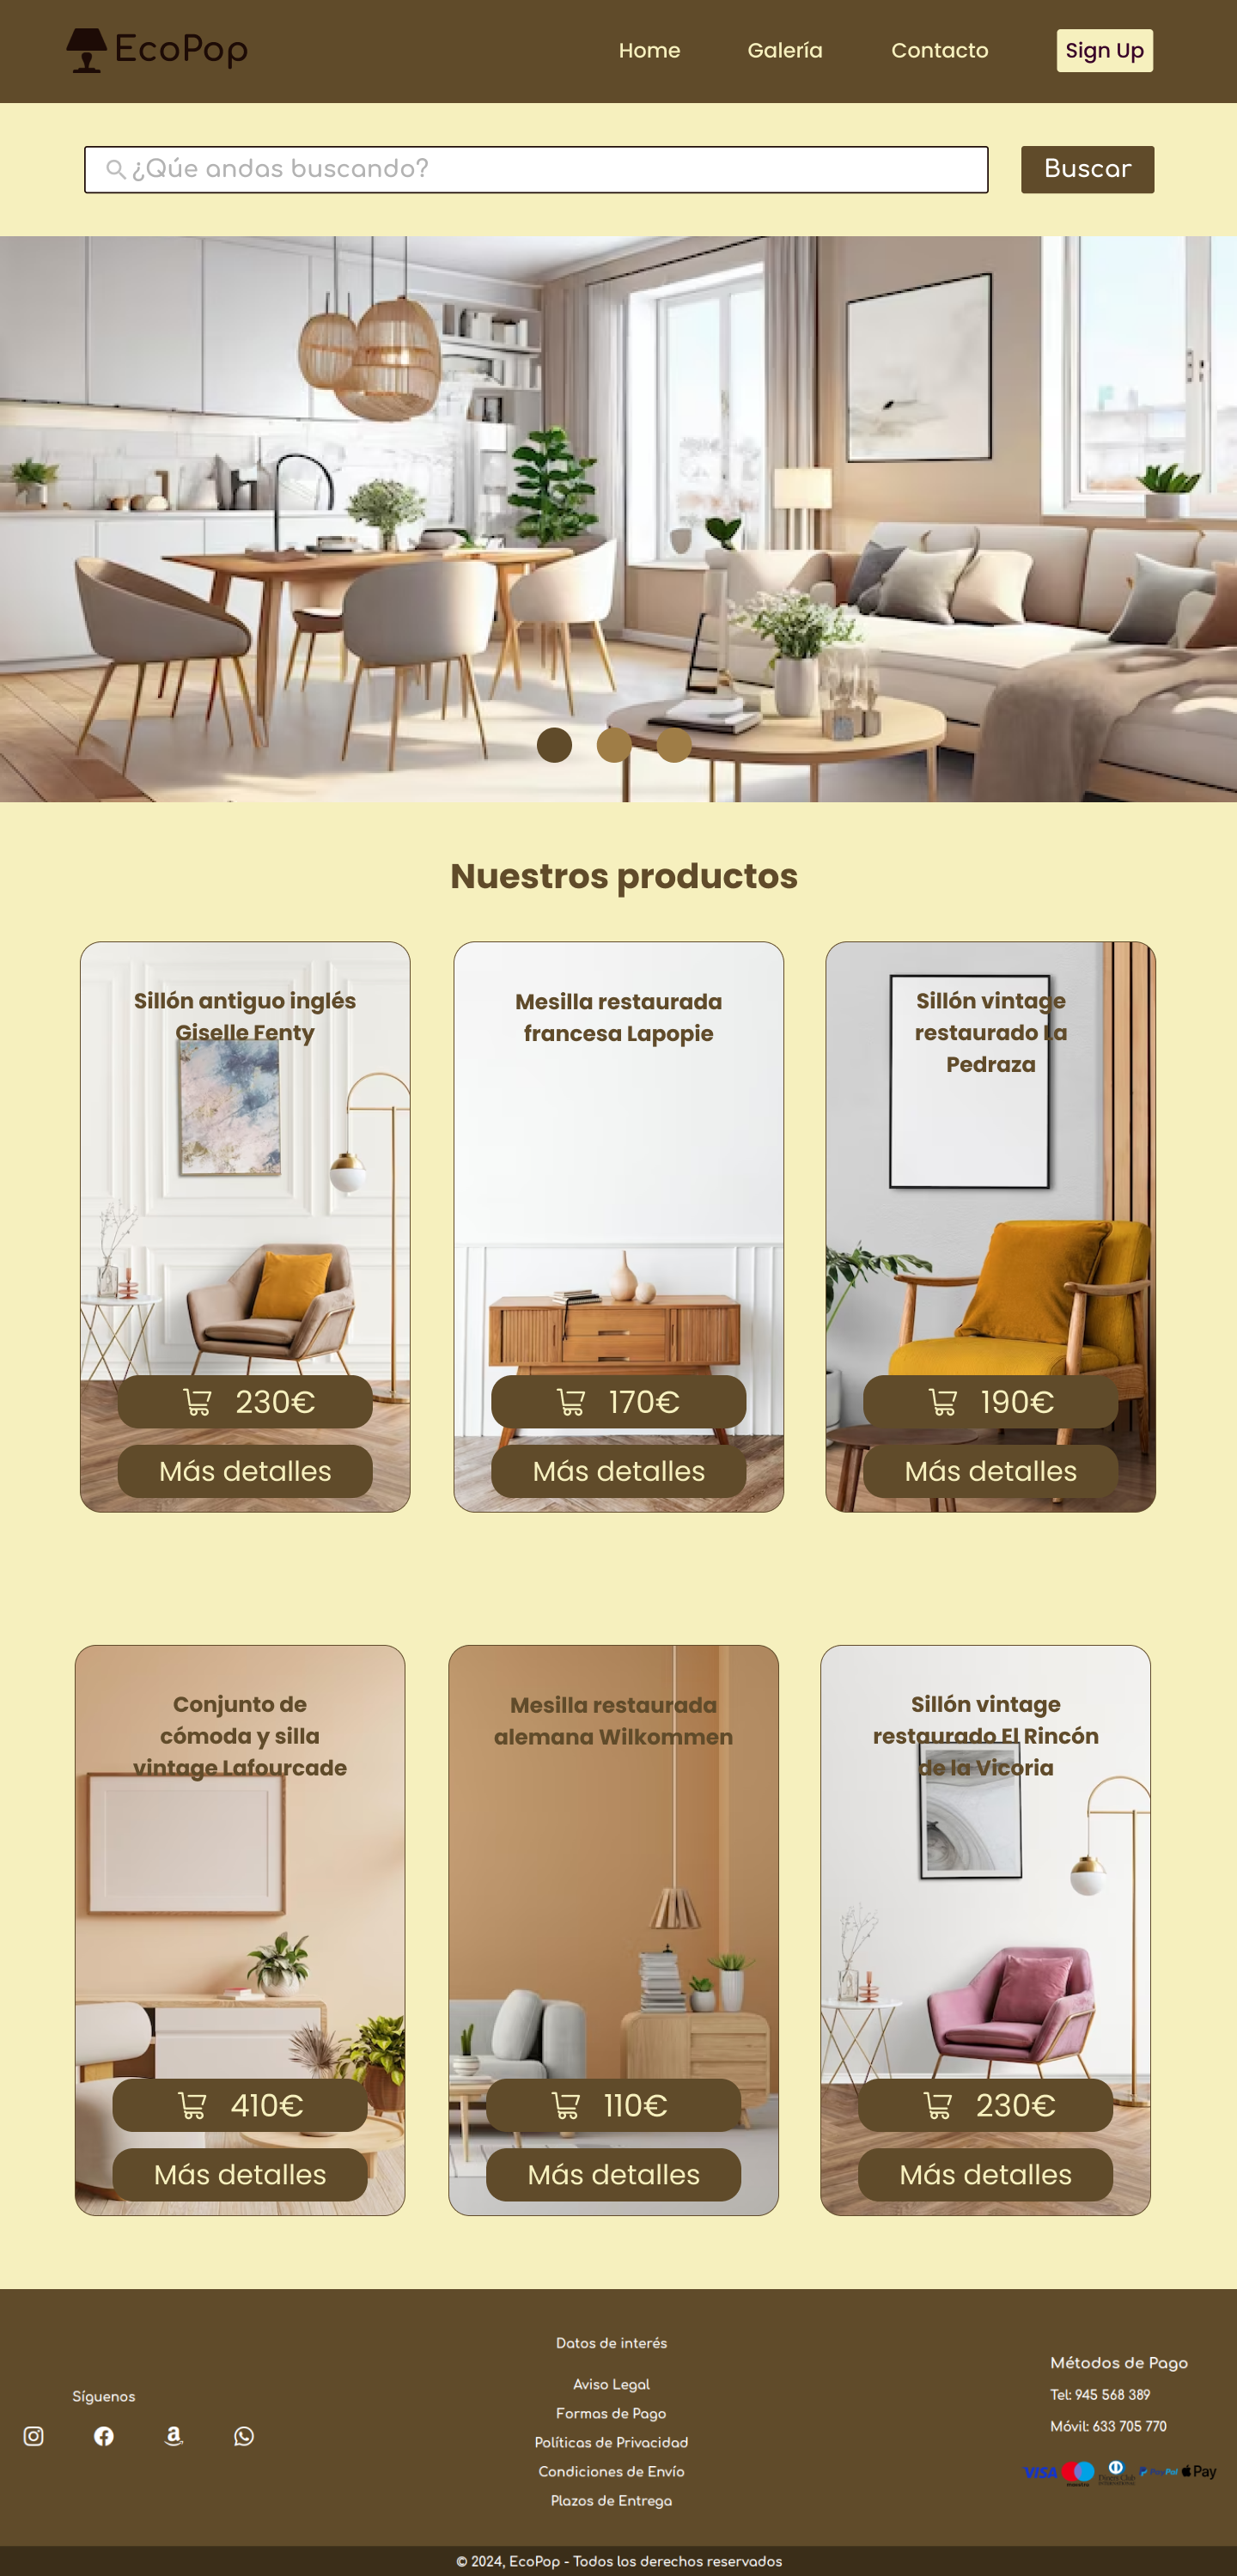 EcoPop
Home
Galería
Contacto
Sign Up
¿Qúe andas buscando?
Buscar
Nuestros productos
Sillón antiguo inglés
Giselle Fenty
230€
Más detalles
Mesilla restaurada
francesa Lapopie
170€
Más detalles
Sillón vintage
restaurado La
Pedraza
190€
Más detalles
Conjunto de
cómoda y silla
vintage Lafourcade
410€
Más detalles
Mesilla restaurada
alemana Wilkommen
110€
Más detalles
Sillón vintage
restaurado El Rincón
de la Vicoria
230€
Más detalles
Síguenos
Datos de interés
Aviso Legal
Formas de Pago
Políticas de Privacidad
Condiciones de Envío
Plazos de Entrega
Métodos de Pago
Tel: 945 568 389
Móvil: 633 705 770
VISA
maestro
Diners Club
PayPal
Pay
© 2024, EcoPop - Todos los derechos reservados